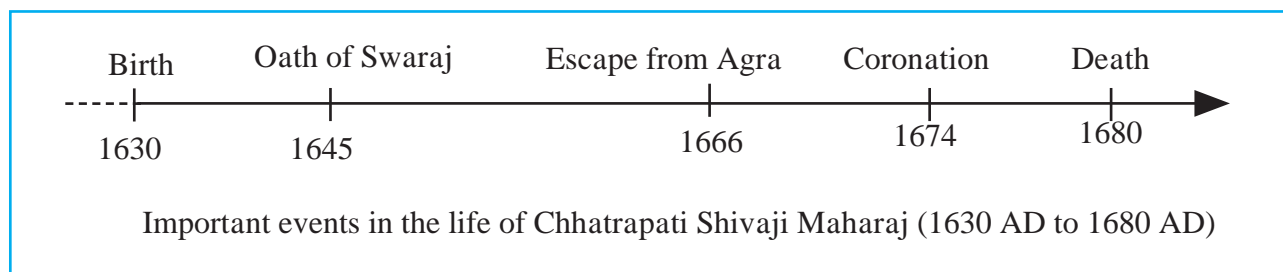 Birth Oath of Swaraj Escape from Agra Coronation Death
1630 1645 1666 1674 1680
Important events in the life of Chhatrapati Shivaji Maharaj (1630 AD to 1680 AD)